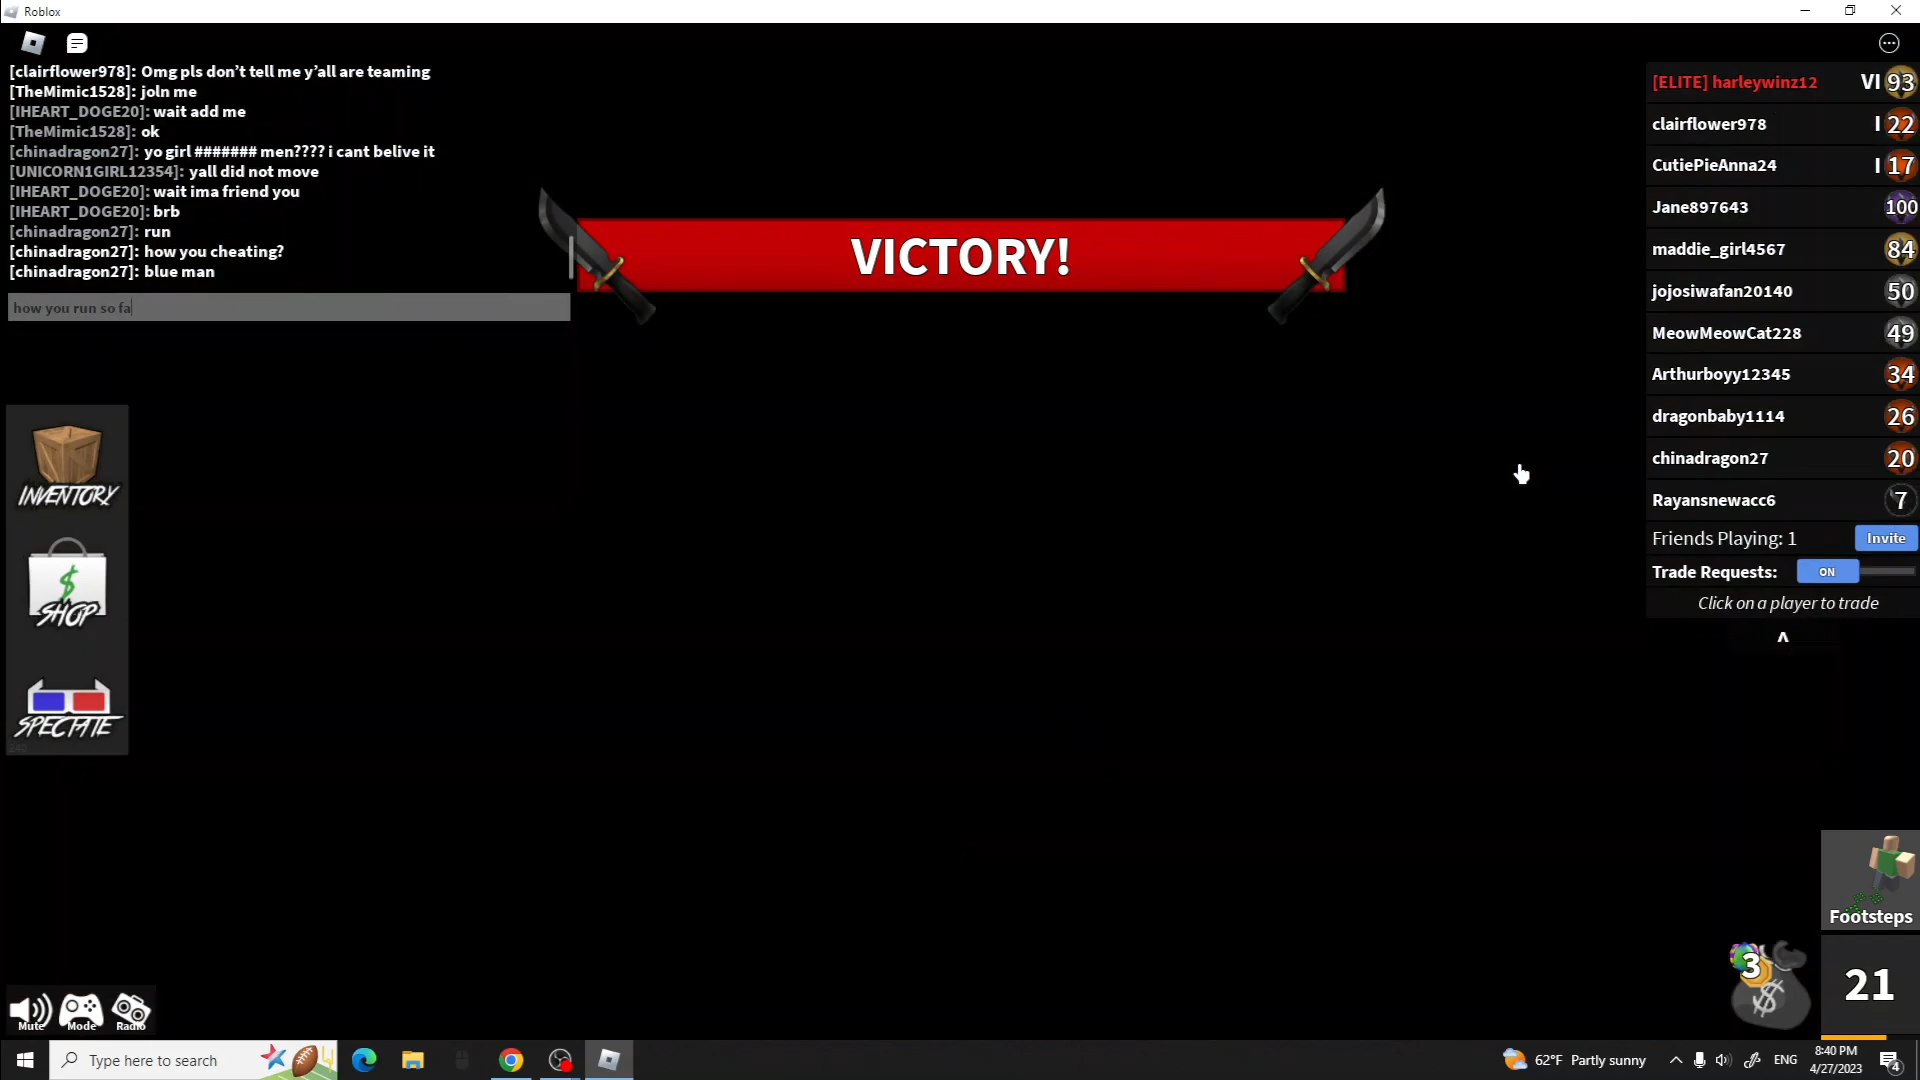 Roblox
[clairflower978]: Omg pls don't tell me y'all are teaming
[TheMimic1528]: joln me
[IHEART_DOGE20]: wait add me
[TheMimic1528]: ok
[chinadragon27]: yo girl ####### men???? i cant belive it
[UNICORN1GIRL12354]: yall did not move
[IHEART_DOGE20]: wait ima friend you
[IHEART_DOGE20]: brb
[chinadragon27]: run
[chinadragon27]: how you cheating?
[chinadragon27]: blue man
how you run so fa
VICTORY!
[ELITE] harleywinz12 VI 93
clairflower978 I 22
CutiePieAnna24 I 17
Jane897643 100
maddie_girl4567 84
jojosiwafan20140 50
MeowMeowCat228 49
Arthurboyy12345 34
dragonbaby1114 26
chinadragon27 20
Rayansnewacc6 7
Friends Playing: 1 Invite
Trade Requests: ON
Click on a player to trade
^
INVENTORY
$
SHOP
SPECTATE
240
Footsteps
3
$
21
Mute Mode Radio
Type here to search
62°F Partly sunny
ENG
8:40 PM
4/27/2023
4